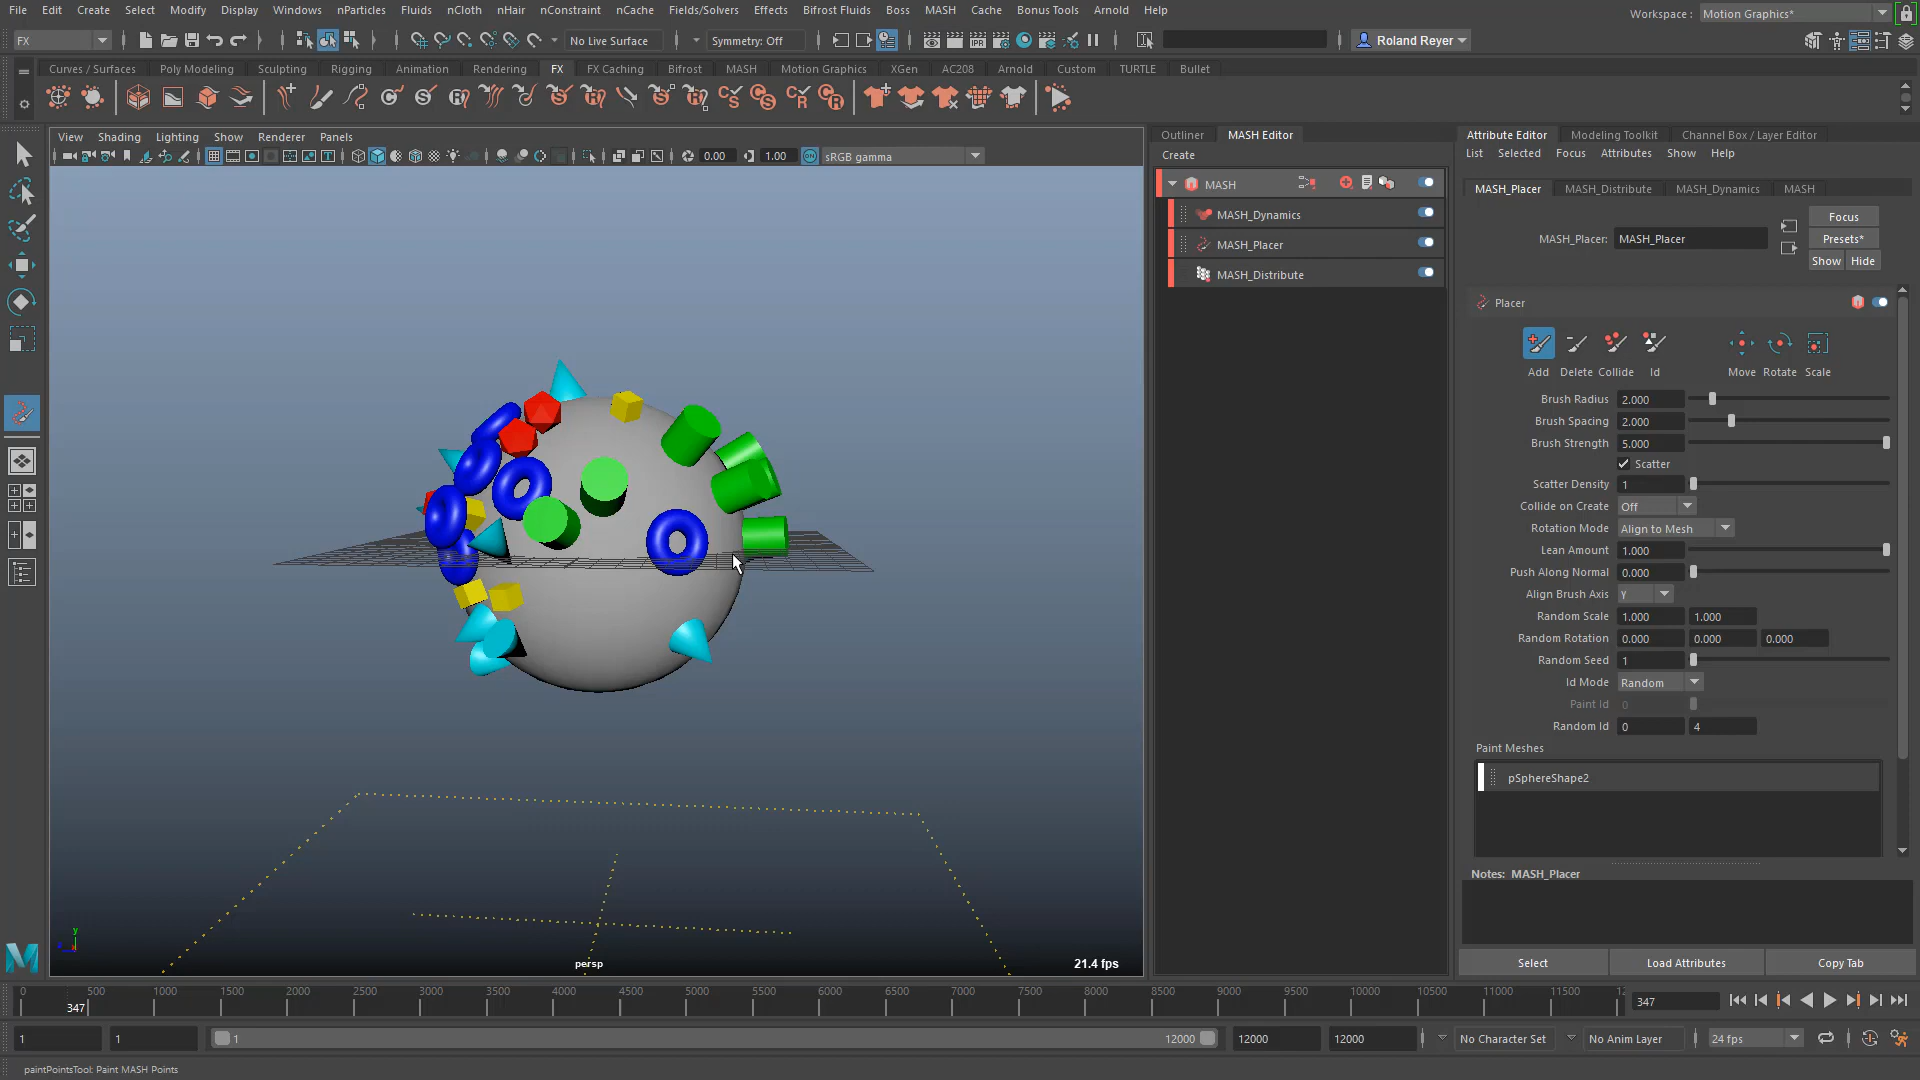 File Edit Create Select Modify Display Windows nParticles Fluids nCloth nHair nConstraint nCache Fields/Solvers Effects Bifrost Fluids Boss MASH Cache Bonus Tools Arnold Help
Workspace : Motion Graphics*
FX No Live Surface Symmetry: Off Roland Reyer
Curves / Surfaces Poly Modeling Sculpting Rigging Animation Rendering FX FX Caching Bifrost MASH Motion Graphics XGen AC208 Arnold Custom TURTLE Bullet
View Shading Lighting Show Renderer Panels
0.00 1.00 ON sRGB gamma
persp
21.4 fps
y
Outliner MASH Editor
Create
MASH
MASH_Dynamics
MASH_Placer
MASH_Distribute
Attribute Editor Modeling Toolkit Channel Box / Layer Editor
List Selected Focus Attributes Show Help
MASH_Placer MASH_Distribute MASH_Dynamics MASH
MASH_Placer: MASH_Placer
Focus
Presets*
Show Hide
Placer
Add Delete Collide Id Move Rotate Scale
Brush Radius 2.000
Brush Spacing 2.000
Brush Strength 5.000
Scatter
Scatter Density 1
Collide on Create Off
Rotation Mode Align to Mesh
Lean Amount 1.000
Push Along Normal 0.000
Align Brush Axis y
Random Scale 1.000 1.000
Random Rotation 0.000 0.000 0.000
Random Seed 1
Id Mode Random
Paint Id 0
Random Id 0 4
Paint Meshes
pSphereShape2
Notes: MASH_Placer
Select Load Attributes Copy Tab
0 500 1000 1500 2000 2500 3000 3500 4000 4500 5000 5500 6000 6500 7000 7500 8000 8500 9000 9500 10000 10500 11000 11500 12
347
347
1 1 1 12000 12000 12000 No Character Set No Anim Layer 24 fps
paintPointsTool: Paint MASH Points